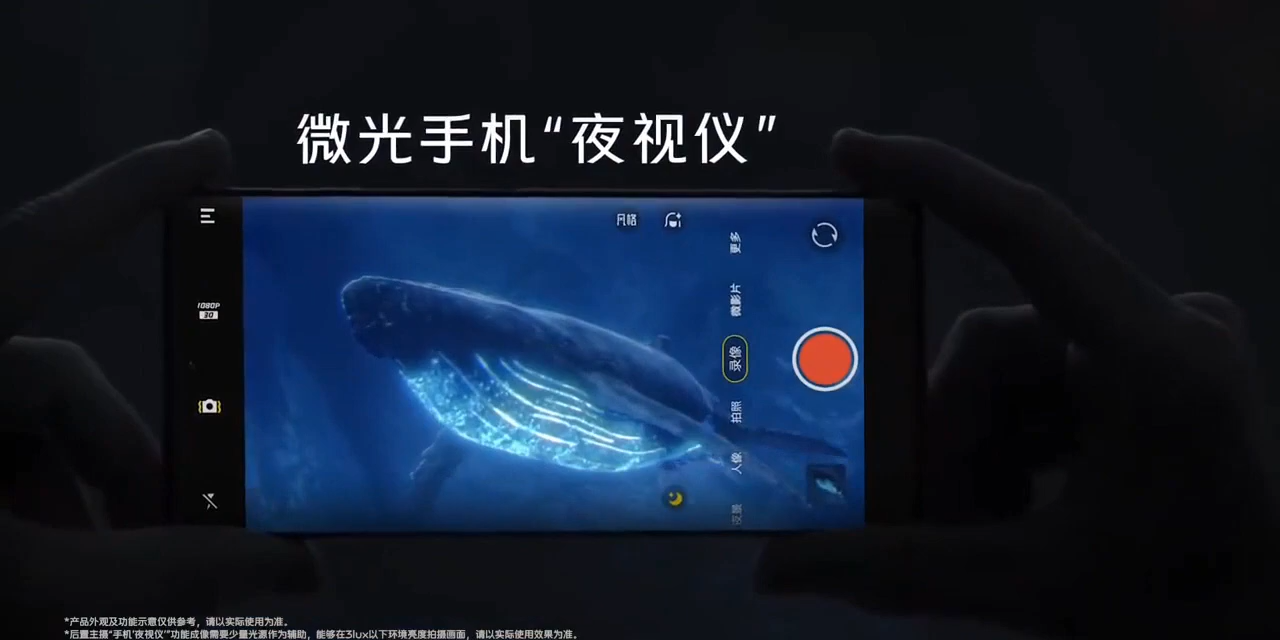 微光手机“夜视仪”
风格
更多
1080P
30
微影片
录像
拍照
人像
夜景
*产品外观及功能示意仅供参考，请以实际使用为准。
*后置主摄“手机‘夜视仪’”功能成像需要少量光源作为辅助，能够在3lux以下环境亮度拍摄画面，请以实际使用效果为准。